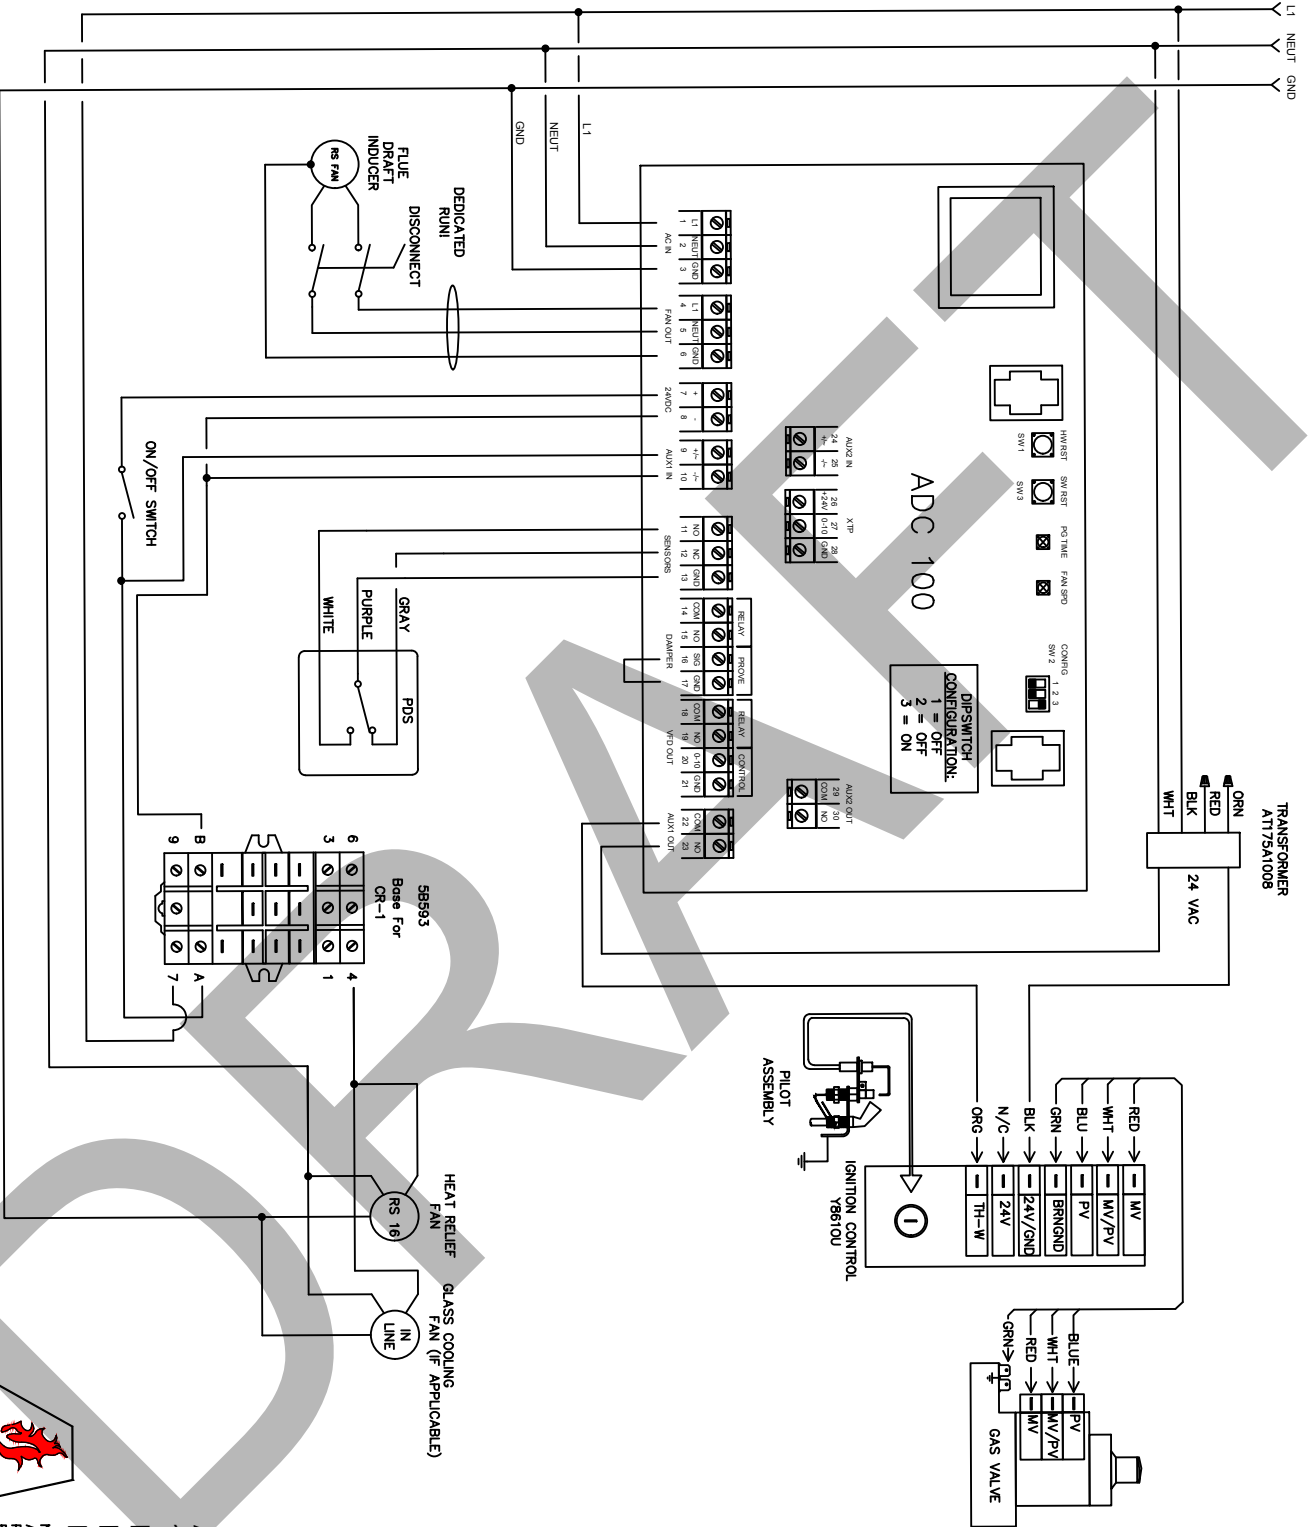 L1
NEUT
GND
L1
NEUT
GND
FLUE
DRAFT
INDUCER
RS FAN
DISCONNECT
DEDICATED
RUN!
ON/OFF SWITCH
1 L1
2 NEUT
3 GND
AC IN
4 L1
5 NEUT
6 GND
FAN OUT
7 +
8 -
24VDC
9 +/~
10 -/~
AUX1 IN
11 NO
12 NC
13 GND
SENSORS
14 COM
15 NO
16 SIG
17 GND
DAMPER
RELAY
PROVE
18 COM
19 NO
20 0-10
21 GND
VFD OUT
RELAY
CONTROL
22 COM
23 NO
AUX1 OUT
AUX2 IN
24 +/~
25 -/~
XTP
26 +24V
27 0-10
28 GND
AUX2 OUT
29 COM
30 NO
ADC 100
HW RST
SW1
SW RST
SW3
PG TIME
FAN SPD
CONFIG
SW 2
1 2 3
DIPSWITCH
CONFIGURATION:
1 = OFF
2 = OFF
3 = ON
GRAY
PURPLE
WHITE
PDS
5B593
Base For
CR-1
6
3
B
9
4
1
A
7
TRANSFORMER
AT175A1008
ORN
RED
BLK
WHT
24 VAC
PILOT
ASSEMBLY
IGNITION CONTROL
Y8610U
RED
WHT
BLU
GRN
BLK
N/C
ORG
MV
MV/PV
PV
BRNGND
24V/GND
24V
TH-W
HEAT RELIEF
FAN
RS 16
GLASS COOLING
FAN (IF APPLICABLE)
IN
LINE
BLUE
WHT
RED
GRN
PV
MV/PV
MV
GAS VALVE
DRAFT